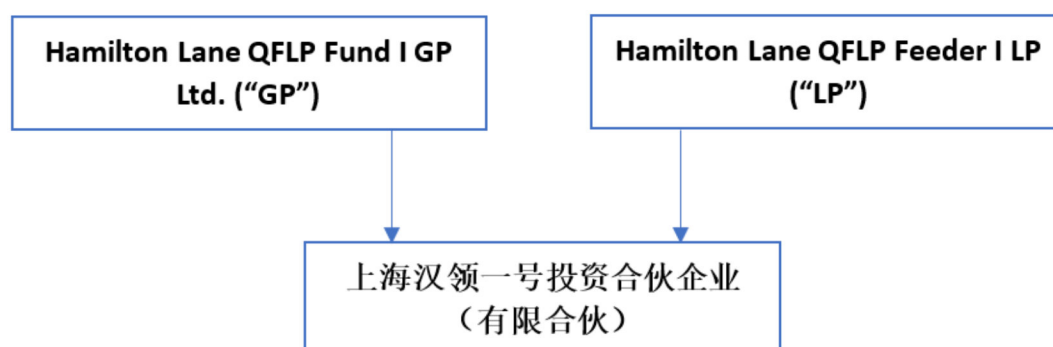 Hamilton Lane QFLP Fund I GP
Ltd. (“GP”)
Hamilton Lane QFLP Feeder I LP
(“LP”)
上海汉领一号投资合伙企业
（有限合伙）